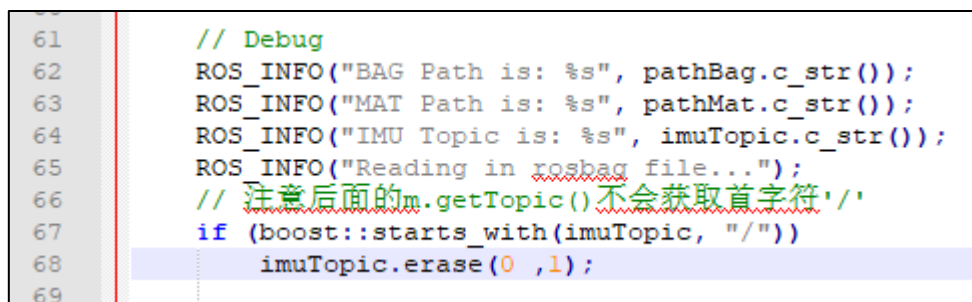 61 // Debug
62 ROS_INFO("BAG Path is: %s", pathBag.c_str());
63 ROS_INFO("MAT Path is: %s", pathMat.c_str());
64 ROS_INFO("IMU Topic is: %s", imuTopic.c_str());
65 ROS_INFO("Reading in rosbag file...");
66 // 注意后面的m.getTopic()不会获取首字符'/'
67 if (boost::starts_with(imuTopic, "/"))
68 imuTopic.erase(0 ,1);
69